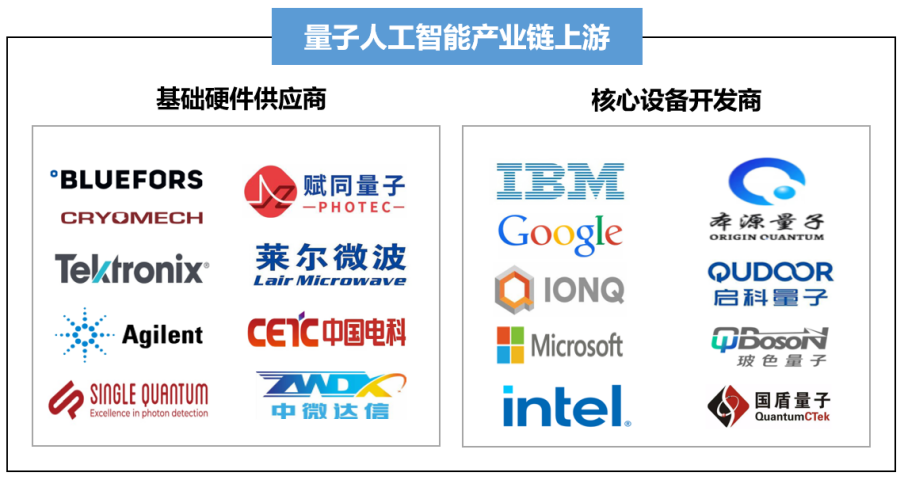 量子人工智能产业链上游
基础硬件供应商
BLUEFORS
CRYOMECH
Tektronix®
Agilent
SINGLE QUANTUM
Excellence in photon detection
赋同量子
PHOTEC
莱尔微波
Lair Microwave
CETC中国电科
ZWDX
中微达信
核心设备开发商
IBM
Google
IONQ
Microsoft
intel®
本源量子
ORIGIN QUANTUM
QUDOOR
启科量子
QBoson
玻色量子
国盾量子
QuantumCTek